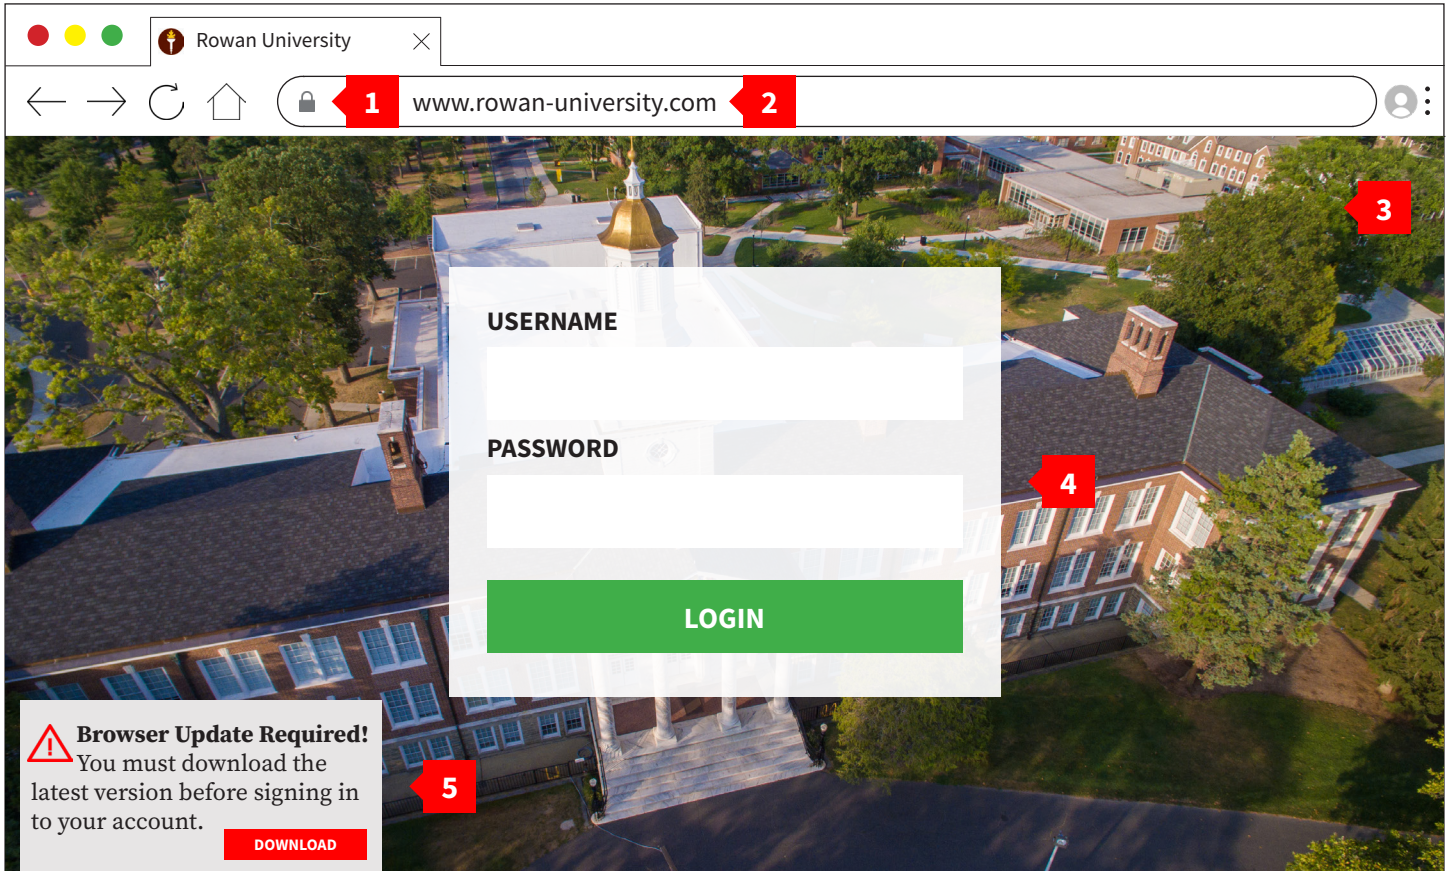 Rowan University
1
www.rowan-university.com
2
3
USERNAME
PASSWORD
4
LOGIN
Browser Update Required!
You must download the
latest version before signing in
to your account.
DOWNLOAD
5